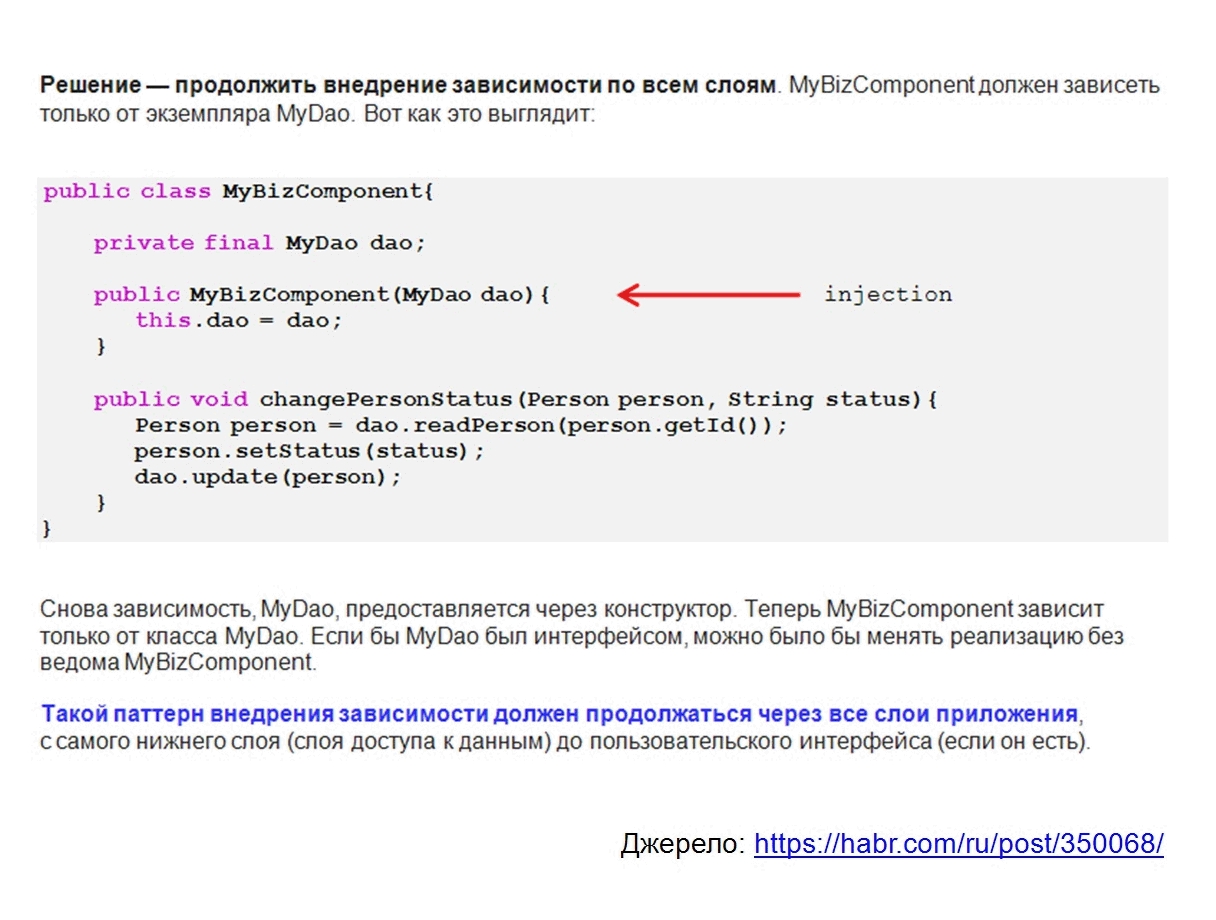 Решение — продолжить внедрение зависимости по всем слоям. MyBizComponent должен зависеть
только от экземпляра MyDao. Вот как это выглядит:
public class MyBizComponent{
private final MyDao dao;
public MyBizComponent(MyDao dao){
injection
this.dao = dao;
}
public void changePersonStatus(Person person, String status){
Person person = dao.readPerson(person.getId());
person.setStatus(status);
dao.update(person);
}
}
Снова зависимость, MyDao, предоставляется через конструктор. Теперь MyBizComponent зависит
только от класса MyDao. Если бы MyDao был интерфейсом, можно было бы менять реализацию без
ведома MyBizComponent.
Такой паттерн внедрения зависимости должен продолжаться через все слои приложения,
с самого нижнего слоя (слоя доступа к данным) до пользовательского интерфейса (если он есть).
Джерело: https://habr.com/ru/post/350068/